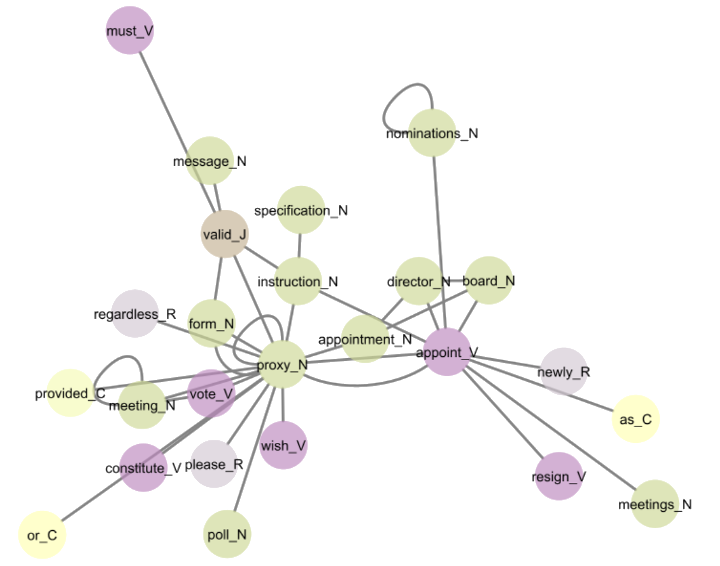 must_V
nominations_N
message_N
specification_N
valid_J
instruction_N
director_N
board_N
regardless_R
form_N
appointment_N
appoint_V
proxy_N
newly_R
provided_C
meeting_N
vote_V
as_C
wish_V
constitute_V
please_R
resign_V
meetings_N
or_C
poll_N